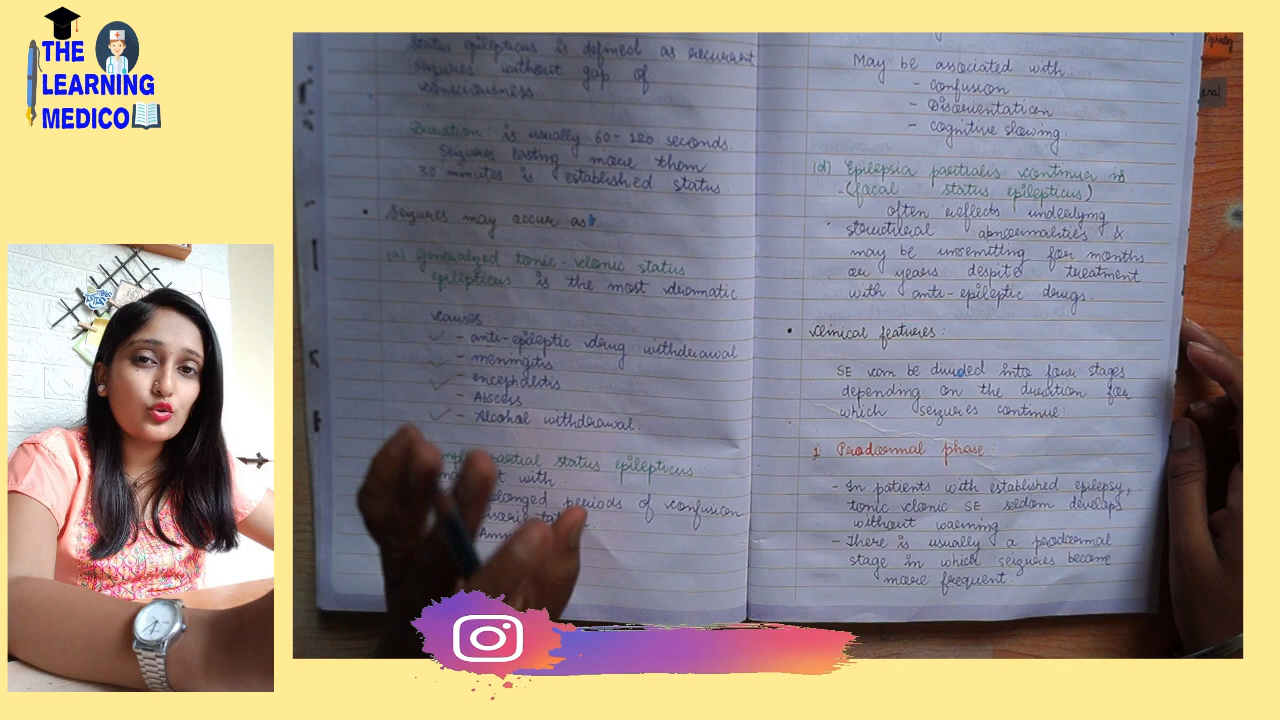 THE
LEARNING
MEDICO
Status epilepticus is defined as recurrent
seizures without gap of
consciousness.
Duration: is usually 60-120 seconds.
Seizures lasting more than
30 minutes is established status.
• Seizures may occur as
(a) Generalized tonic-clonic status
epilepticus is the most dramatic
causes:
- anti-epileptic drug withdrawal
- meningitis
- encephalitis
- Abscess
- Alcohol withdrawal.
partial status epilepticus
with:
periods of confusion
May be associated with:
- confusion
- Disorientation
- cognitive slowing.
(d) Epilepsia partialis continua is
(focal status epilepticus)
often reflects underlying
structural abnormalities &
may be unremitting for months
or years despite treatment
with anti-epileptic drugs.
• Clinical features:
SE can be divided into four stages
depending on the duration for
which seizures continue:
1. Prodromal phase:
- In patients with established epilepsy,
tonic clonic SE seldom develops
without warning.
- There is usually a prodromal
stage in which seizures become
more frequent.